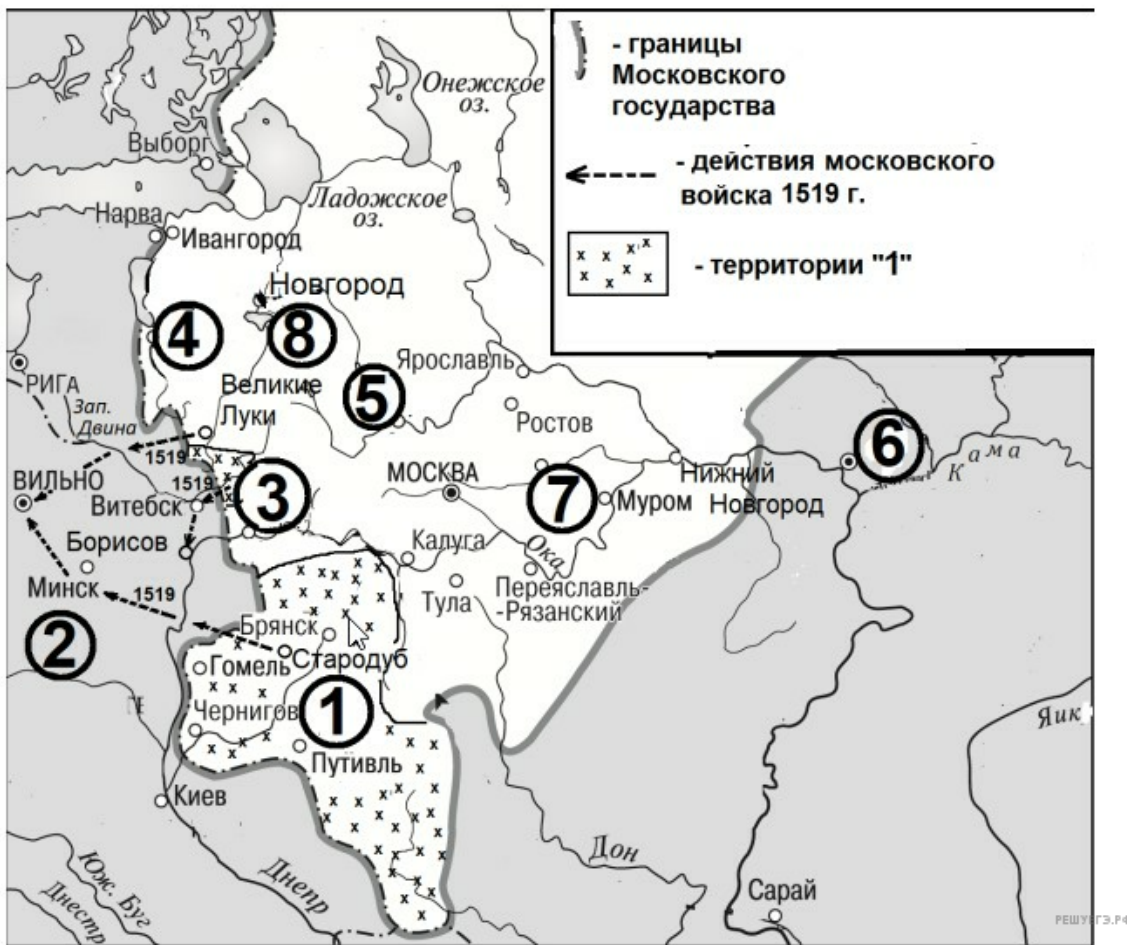 - границы
Московского
государства
- действия московского
войска 1519 г.
- территории "1"
Онежское
оз.
Выборг
Ладожское
оз.
Нарва
Ивангород
Новгород
4
8
Ярославль
РИГА
Великие
Луки
5
Ростов
Зап.
Двина
1519
6
Кама
ВИЛЬНО
1519
3
МОСКВА
7
Муром
Нижний
Новгород
Витебск
Борисов
Калуга
Ока
Минск
1519
Тула
Переяславль-
-Рязанский
2
Брянск
Стародуб
Гомель
1
Чернигов
Путивль
Яик
Киев
Дон
Юж. Буг
Днестр
Днепр
Сарай
РЕШУЕГЭ.РФ